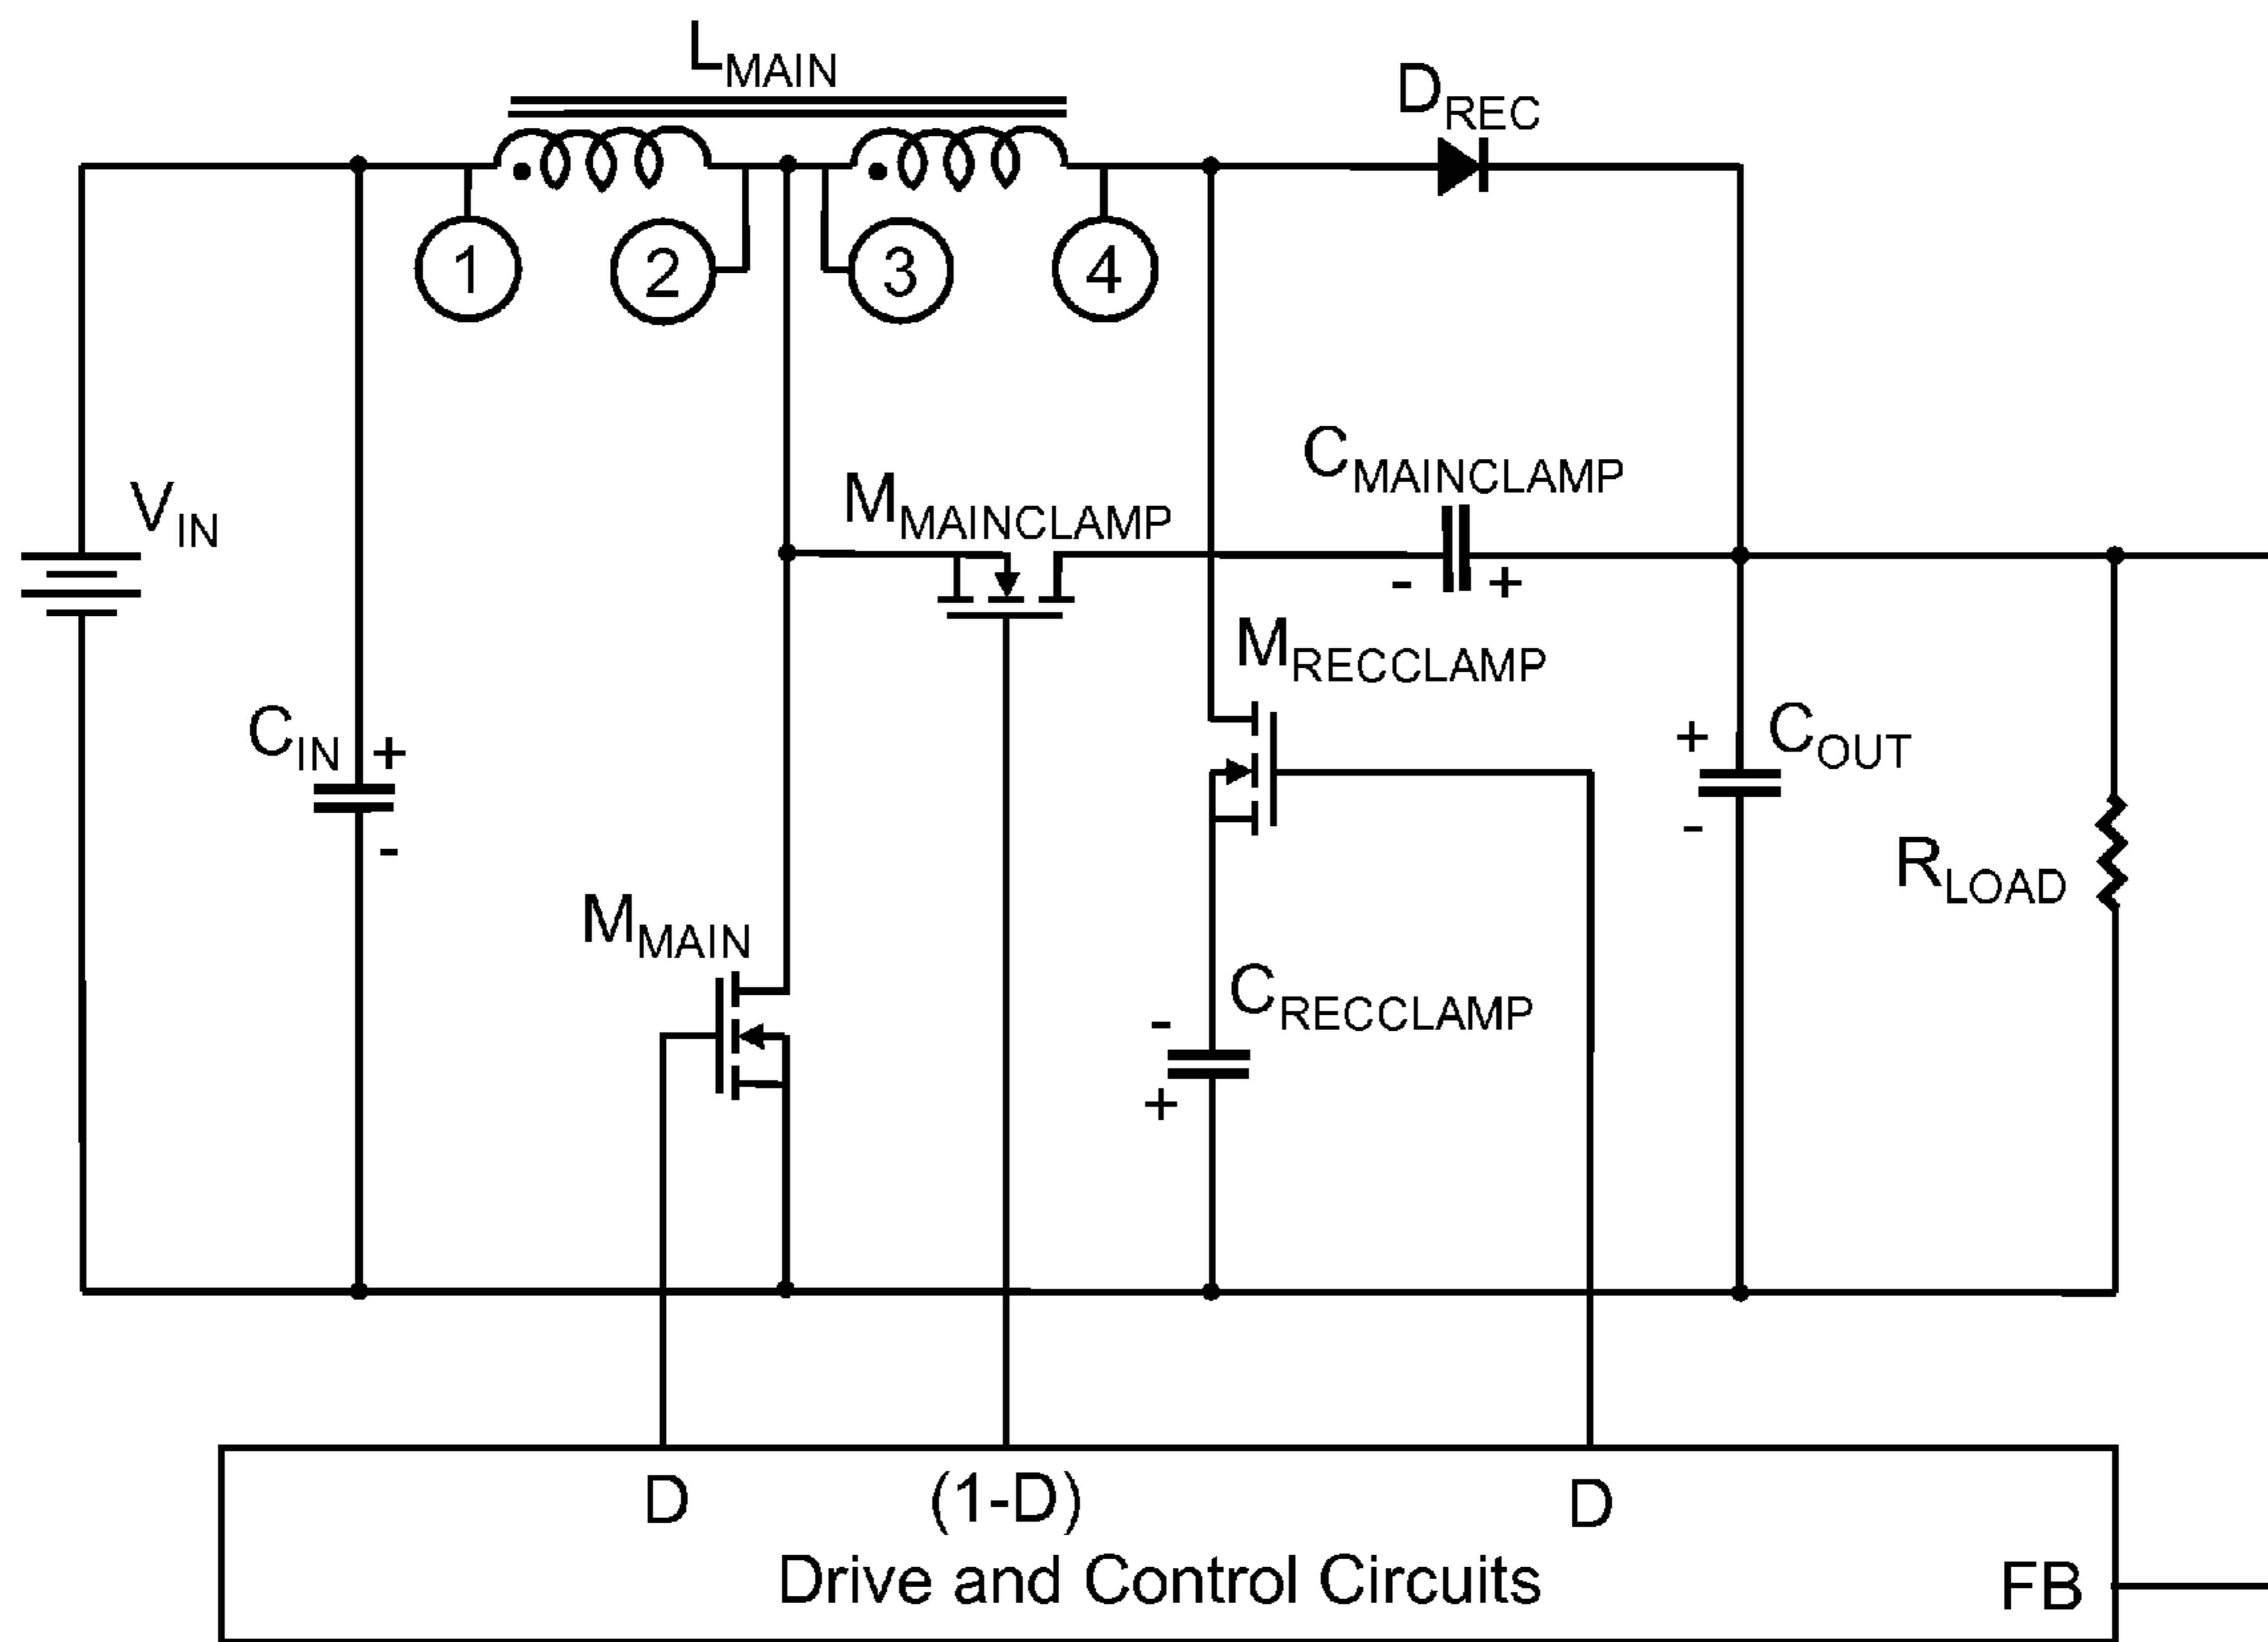 LMAIN
DREC
1
2
3
4
VIN
MMAINCLAMP
CMAINCLAMP
- +
MRECCLAMP
CIN
+
-
+
COUT
-
RLOAD
MMAIN
CRECCLAMP
-
+
D (1-D) D
Drive and Control Circuits
FB